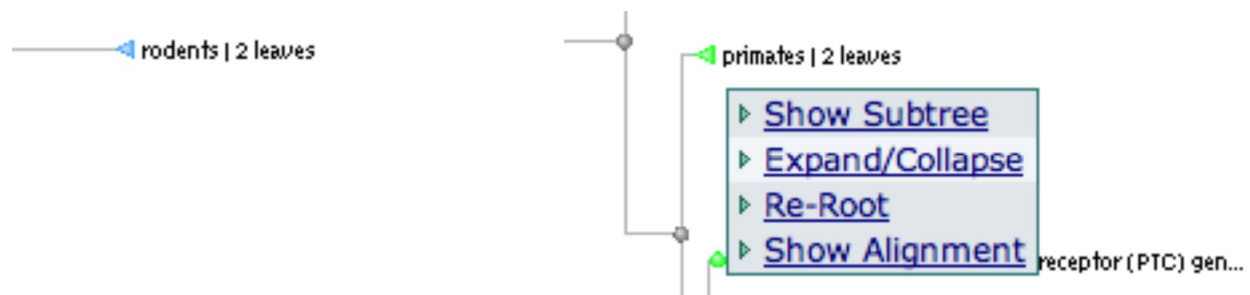 rodents | 2 leaves
primates | 2 leaves
Show Subtree
Expand/Collapse
Re-Root
Show Alignment
receptor (PTC) gen...